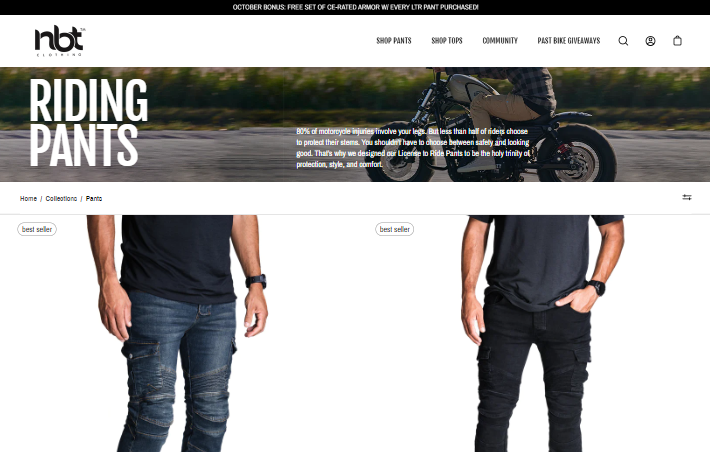 OCTOBER BONUS: FREE SET OF CE-RATED ARMOR W/ EVERY LTR PANT PURCHASED!
nbt
CLOTHING
SHOP PANTS
SHOP TOPS
COMMUNITY
PAST BIKE GIVEAWAYS
RIDING
PANTS
80% of motorcycle injuries involve your legs. But less than half of riders choose
to protect their stems. You shouldn't have to choose between safety and looking
good. That's why we designed our License to Ride Pants to be the holy trinity of
protection, style, and comfort.
Home / Collections / Pants
best seller
best seller